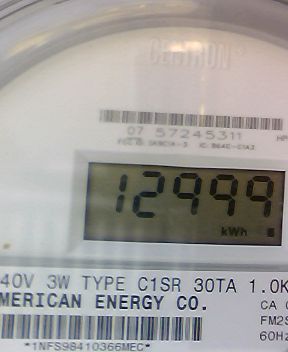 CENTRON
07 57245311
12999
kWh
40V 3W TYPE C1SR 30TA 1.0K
MERICAN ENERGY CO.
CA
FM2S
60Hz
*1NFS98410366MEC*